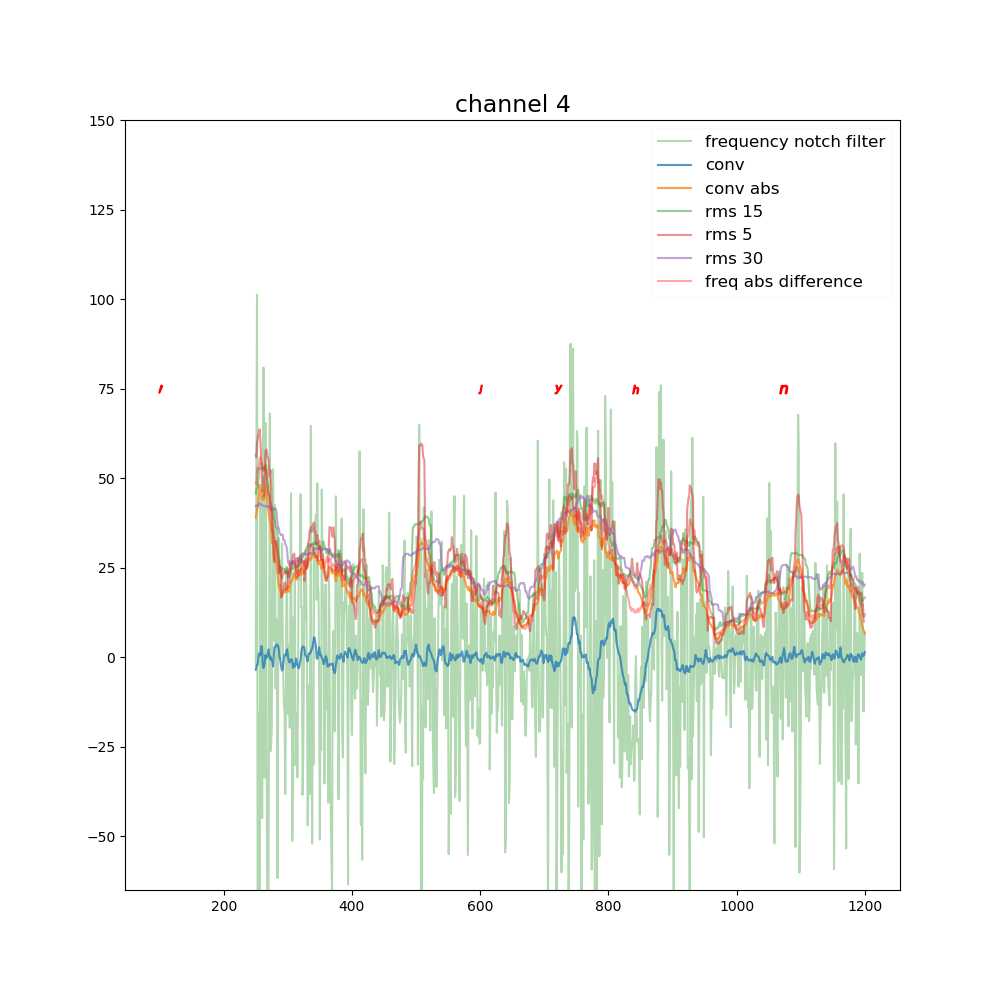 channel 4
150
125
100
75
50
25
0
−25
−50
frequency notch filter
conv
conv abs
rms 15
rms 5
rms 30
freq abs difference
j y h n
200 400 600 800 1000 1200